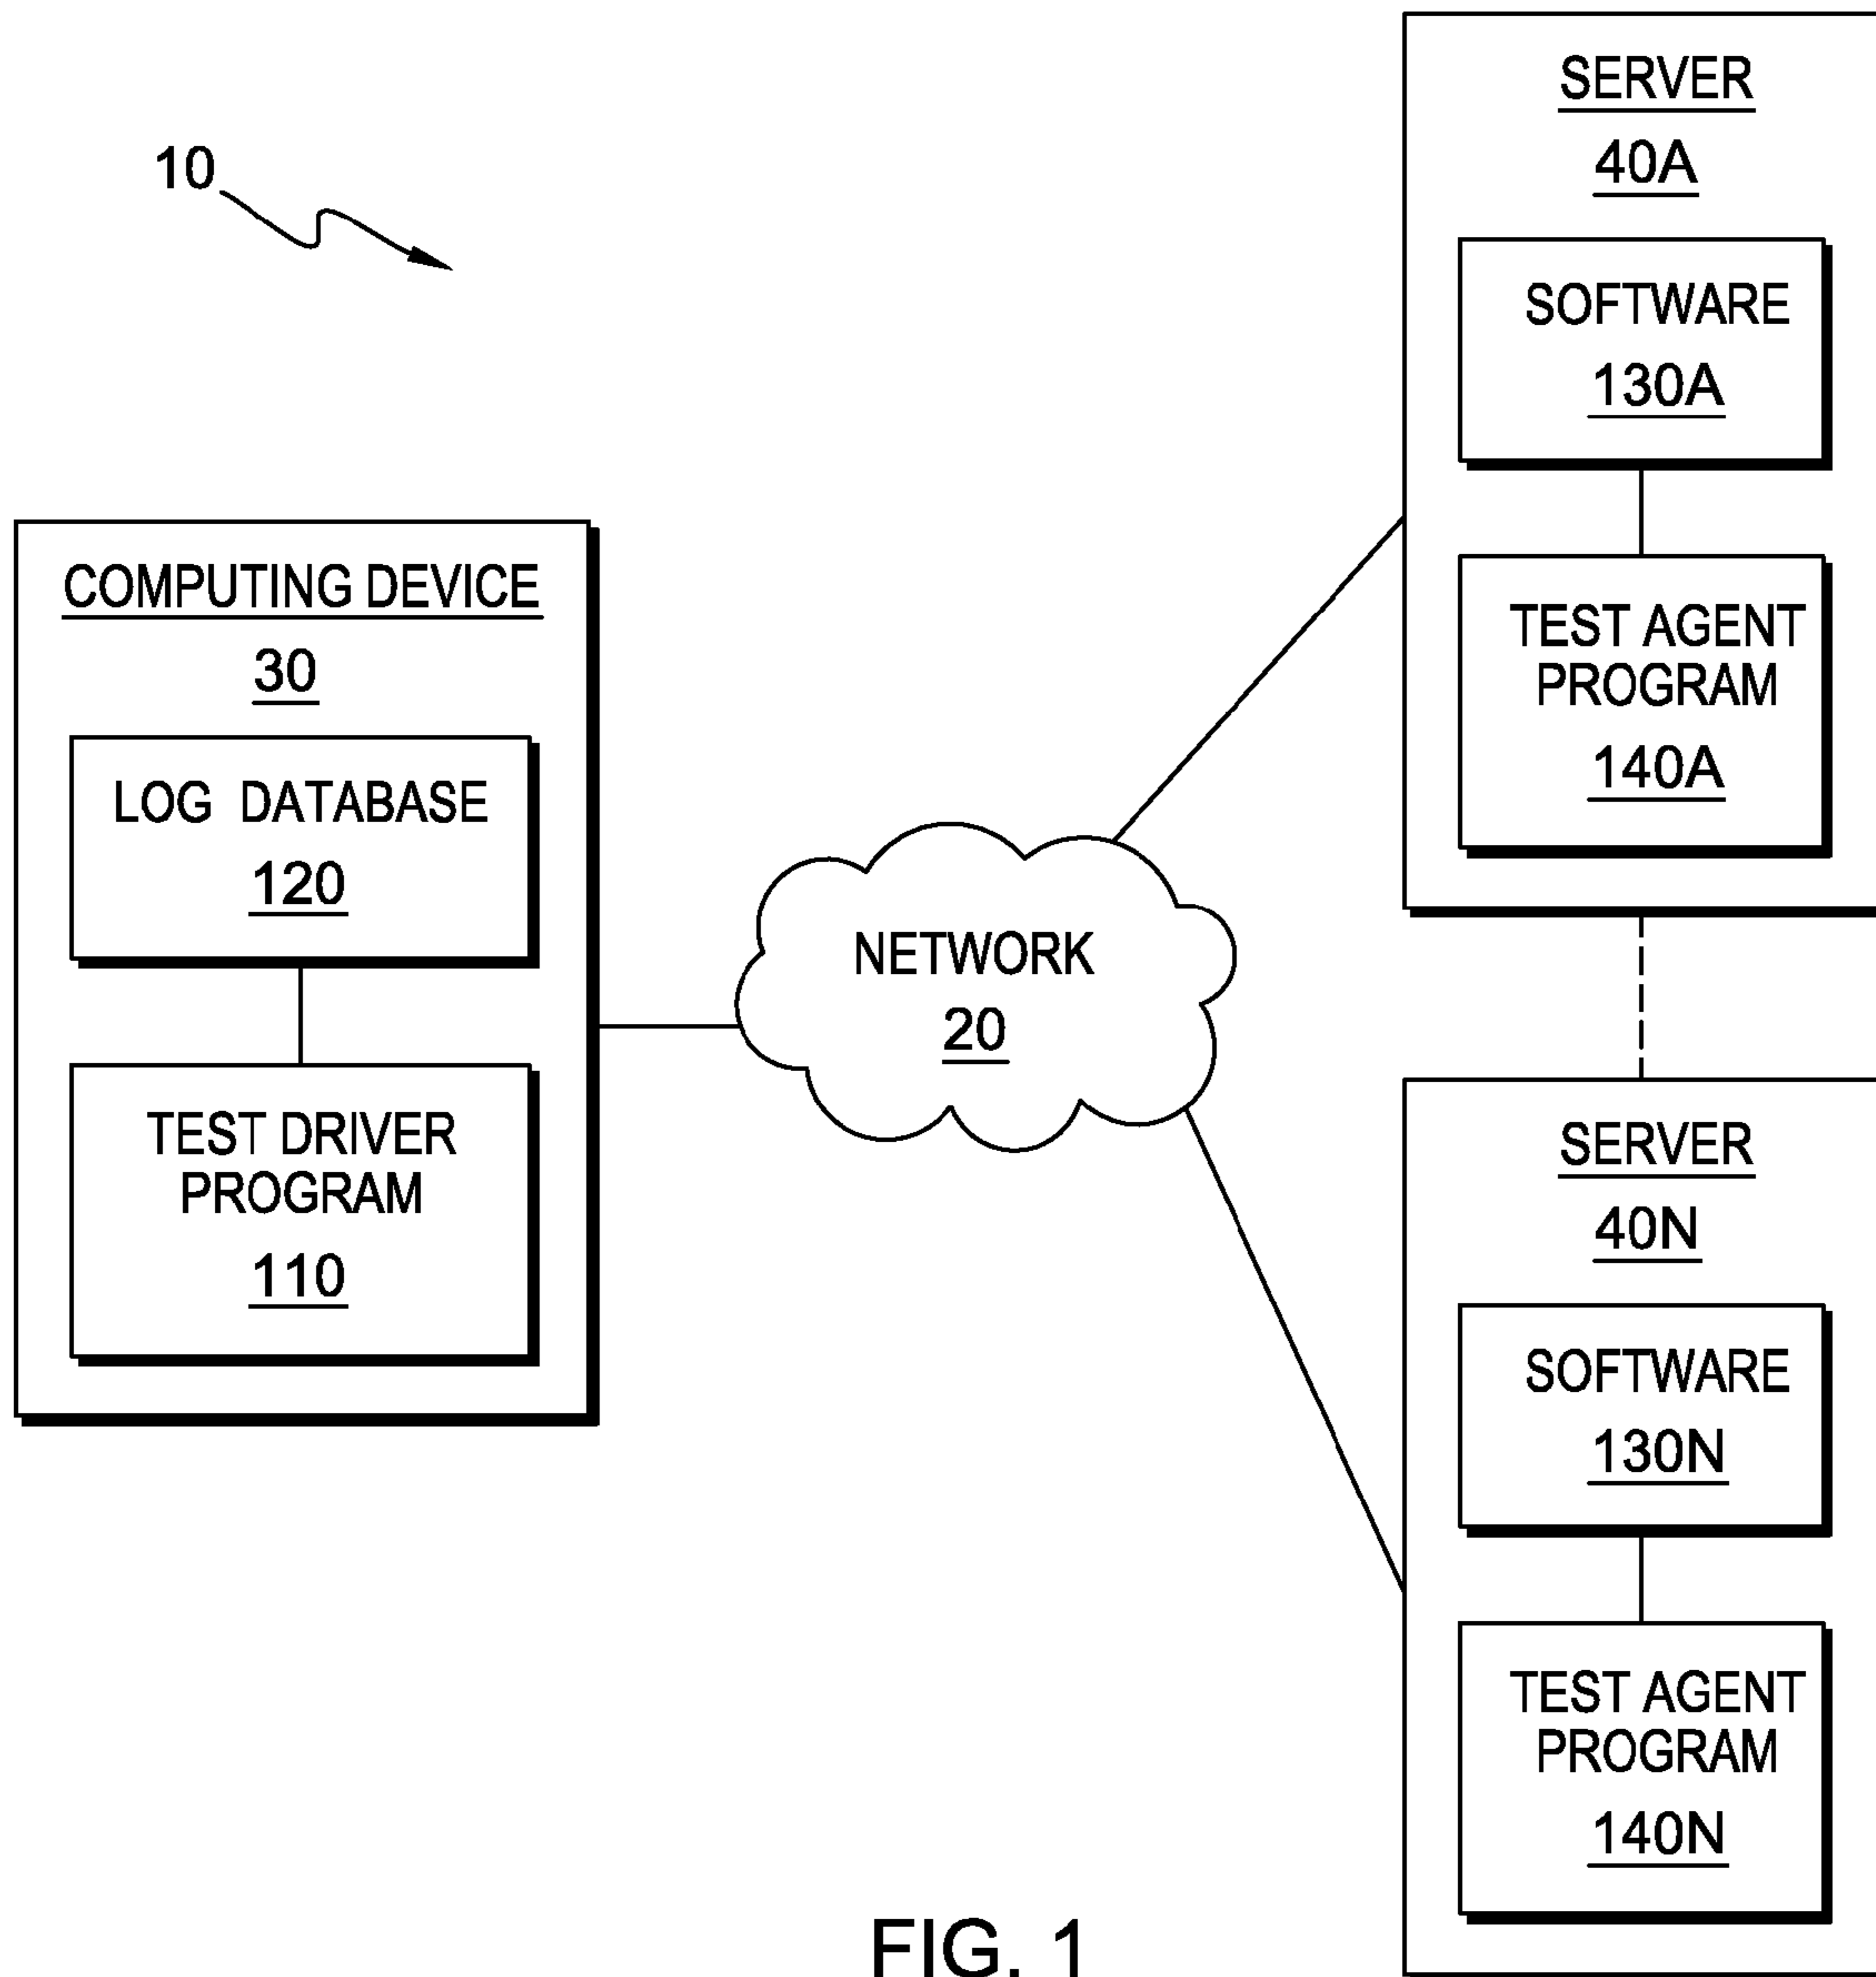 10
COMPUTING DEVICE
30
LOG DATABASE
120
TEST DRIVER
PROGRAM
110
NETWORK
20
SERVER
40A
SOFTWARE
130A
TEST AGENT
PROGRAM
140A
SERVER
40N
SOFTWARE
130N
TEST AGENT
PROGRAM
140N
FIG. 1